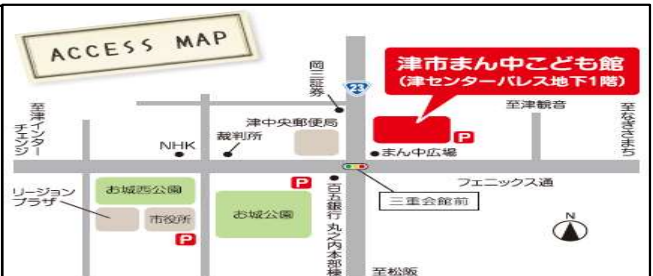 ACCESS MAP
津市まん中こども館
(津センターパレス地下1階)
岡三証券
23
至津インター
チェンジ
津中央郵便局
裁判所
NHK
P
まん中広場
至津観音
至なぎさまち
リージョン
プラザ
お城西公園
市役所
P
お城公園
P
百五銀行 丸之内本部棟
フェニックス通
三重会館前
N
至松阪